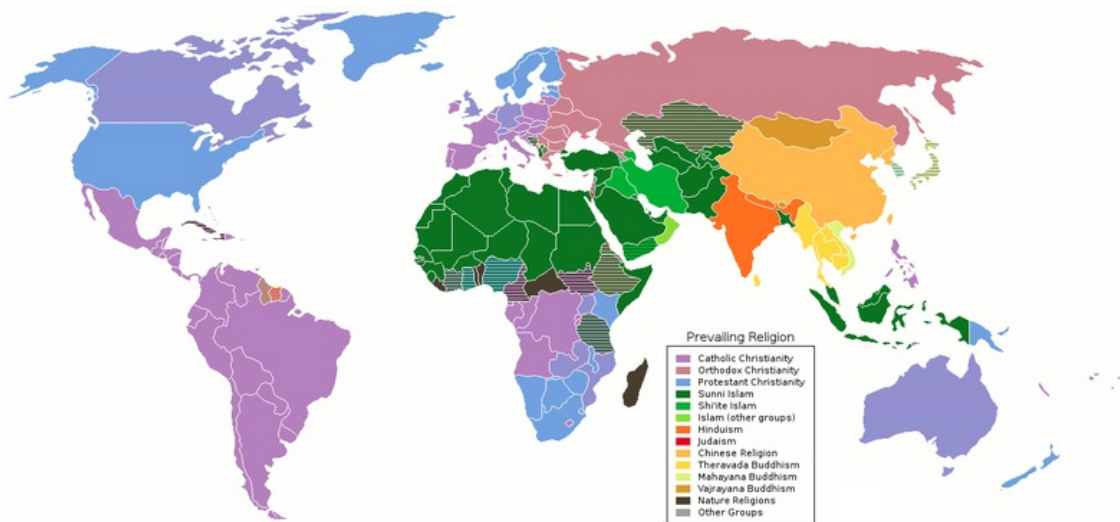 Prevailing Religion
Catholic Christianity
Orthodox Christianity
Protestant Christianity
Sunni Islam
Shi'ite Islam
Islam (other groups)
Hinduism
Judaism
Chinese Religion
Theravada Buddhism
Mahayana Buddhism
Vajrayana Buddhism
Nature Religions
Other Groups